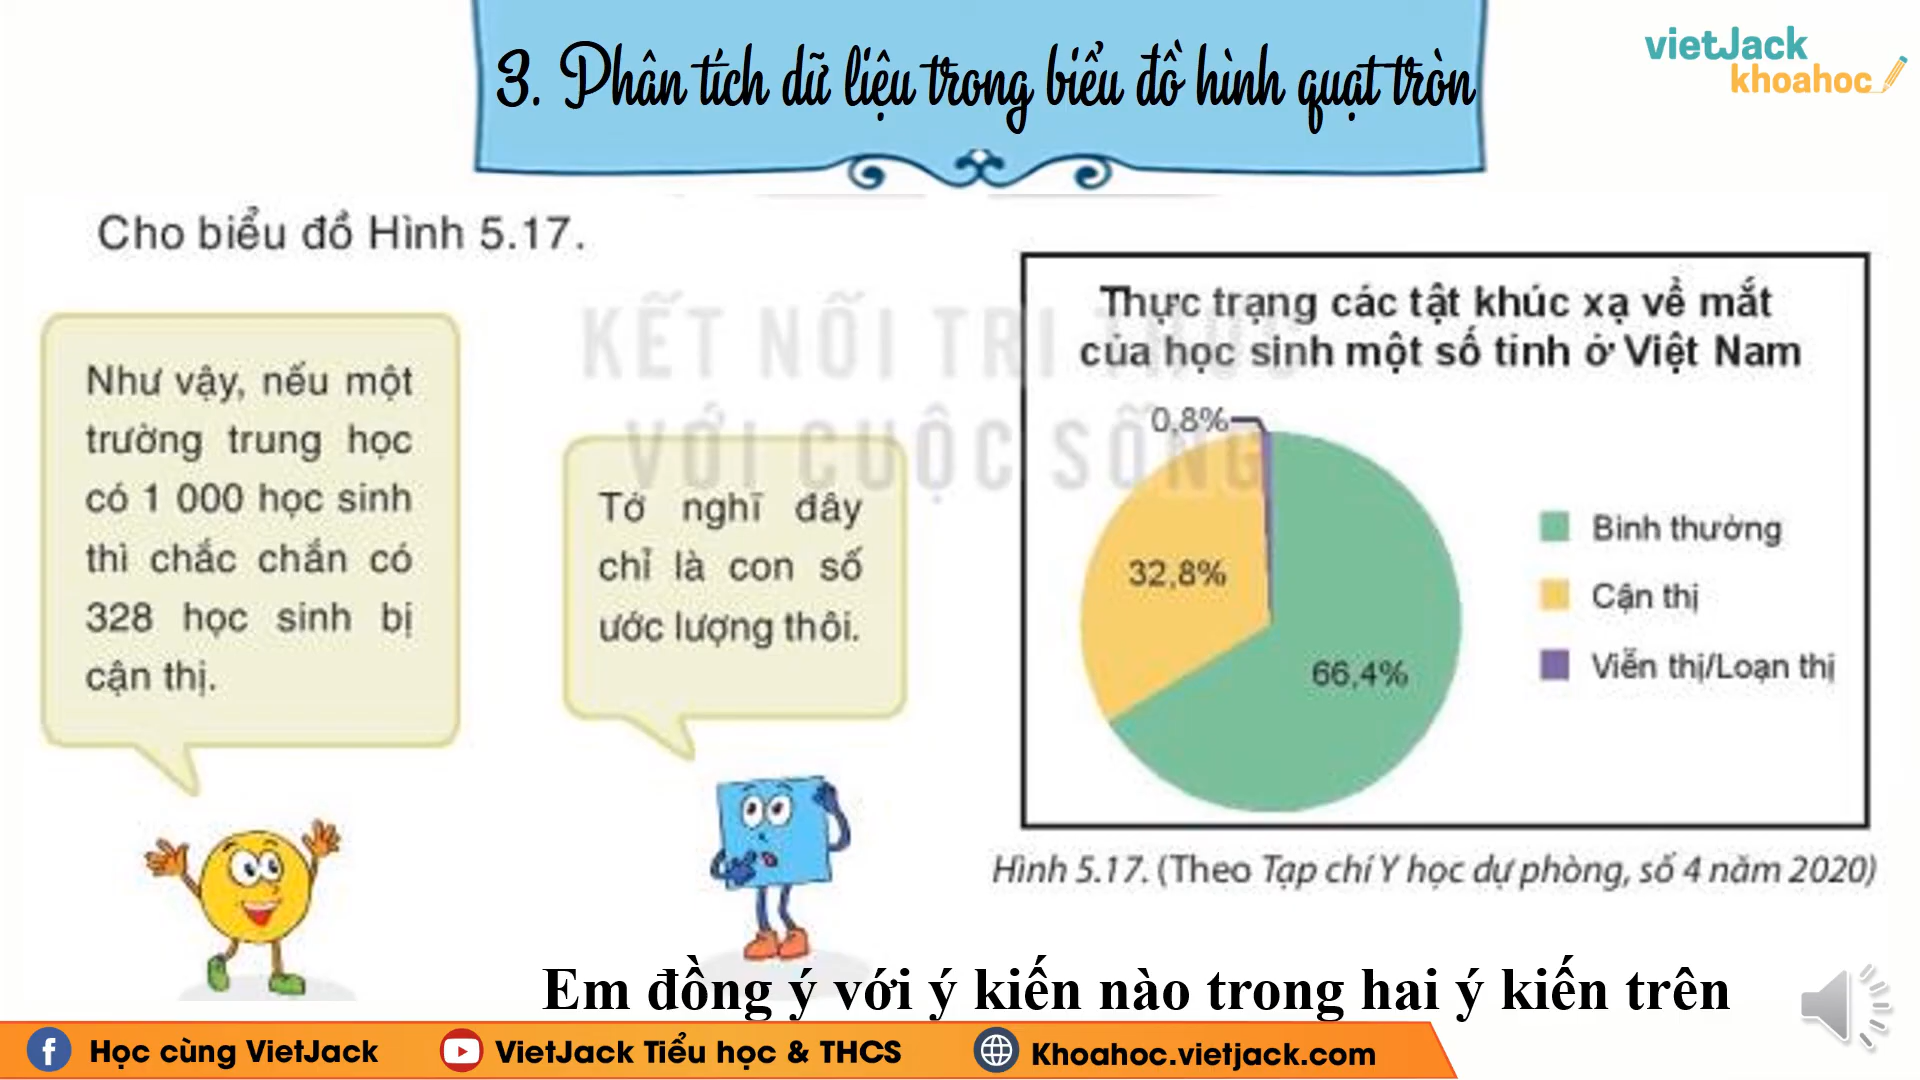 3. Phân tích dữ liệu trong biểu đồ hình quạt tròn
vietJack
khoahoc
Cho biểu đồ Hình 5.17.
KẾT NỐI TRI THỨC
VỚI CUỘC SỐNG
Như vậy, nếu một
trường trung học
có 1 000 học sinh
thì chắc chắn có
328 học sinh bị
cận thị.
Tớ nghĩ đây
chỉ là con số
ước lượng thôi.
Thực trạng các tật khúc xạ về mắt
của học sinh một số tỉnh ở Việt Nam
0,8%
32,8%
66,4%
Bình thường
Cận thị
Viễn thị/Loạn thị
Hình 5.17. (Theo Tạp chí Y học dự phòng, số 4 năm 2020)
Em đồng ý với ý kiến nào trong hai ý kiến trên
Học cùng VietJack
VietJack Tiểu học & THCS
Khoahoc.vietjack.com